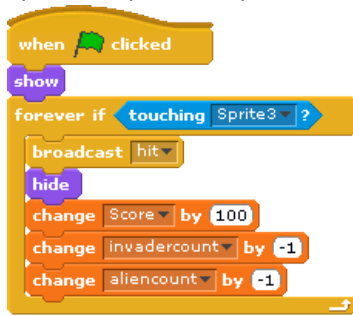 when clicked
show
forever if touching Sprite3 ?
broadcast hit
hide
change Score by 100
change invadercount by -1
change aliencount by -1